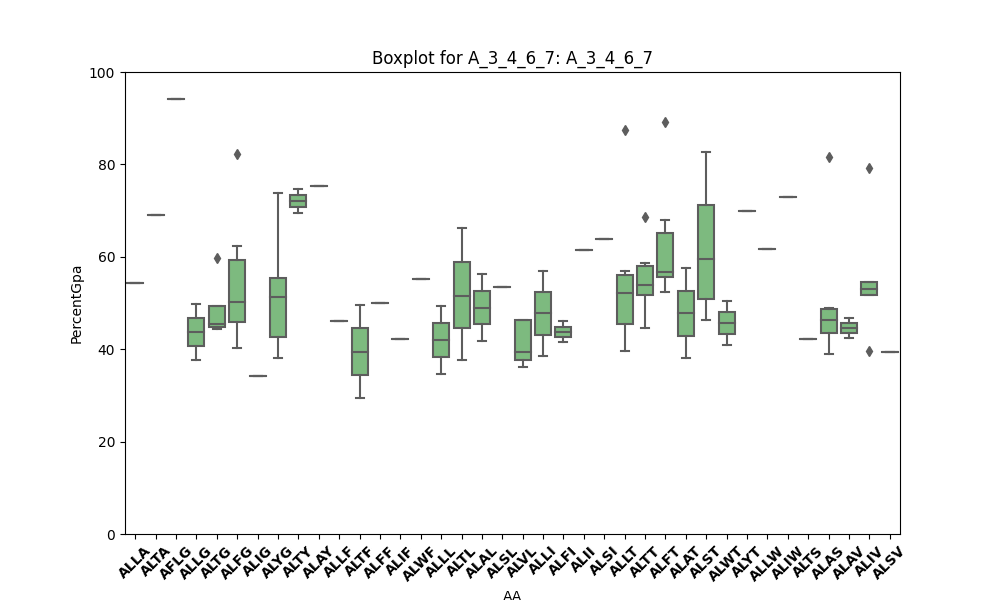 Boxplot for A_3_4_6_7: A_3_4_6_7
100
80
60
40
20
0
PercentGpa
ALLA ALTA AFLG ALLG ALTG ALFG ALIG ALYG ALTY ALAY ALLF ALTF ALFF ALIF ALWF ALLL ALTL ALAL ALSL ALVL ALLI ALFI ALII ALSI ALLT ALTT ALFT ALAT ALST ALWT ALYT ALLW ALIW ALTS ALAS ALAV ALIV ALSV
AA